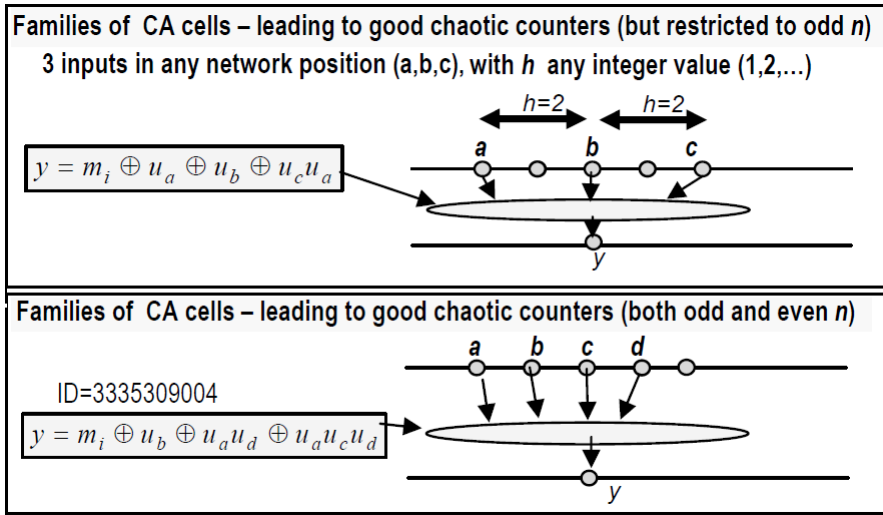 Families of CA cells – leading to good chaotic counters (but restricted to odd n)
3 inputs in any network position (a,b,c), with h any integer value (1,2,…)
h=2 h=2
a b c
y = m_i ⊕ u_a ⊕ u_b ⊕ u_c u_a
y
Families of CA cells – leading to good chaotic counters (both odd and even n)
a b c d
ID=3335309004
y = m_i ⊕ u_b ⊕ u_a u_d ⊕ u_a u_c u_d
y